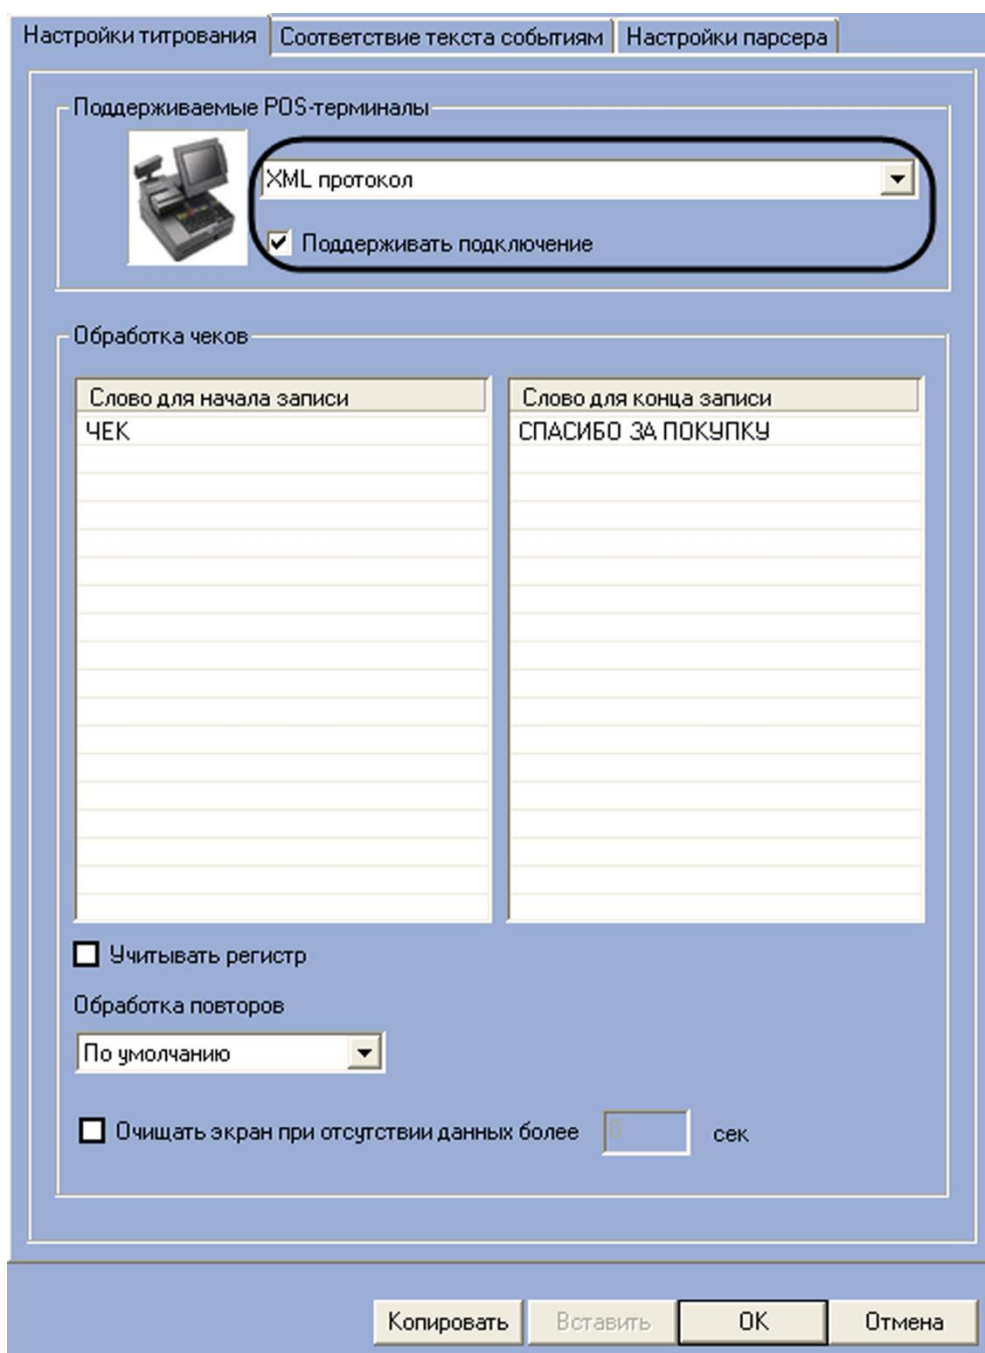 Настройки титрования Соответствие текста событиям Настройки парсера
Поддерживаемые POS-терминалы
XML протокол
Поддерживать подключение
Обработка чеков
Слово для начала записи Слово для конца записи
ЧЕК СПАСИБО ЗА ПОКУПКУ
Учитывать регистр
Обработка повторов
По умолчанию
Очищать экран при отсутствии данных более 0 сек
Копировать Вставить OK Отмена